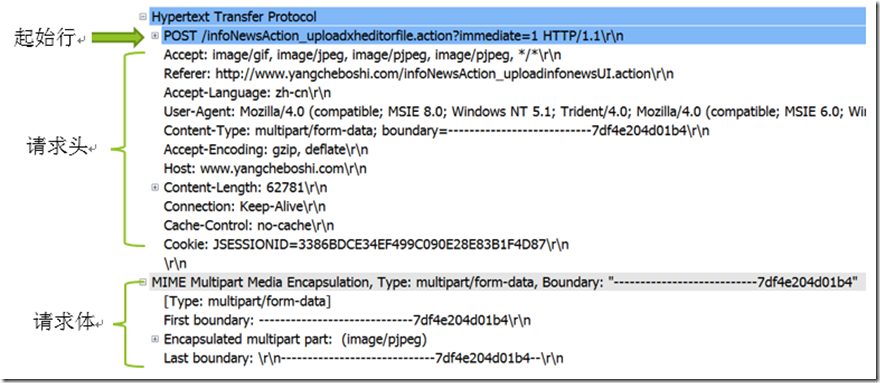 Hypertext Transfer Protocol
起始行
POST /infoNewsAction_uploadxheditorfile.action?immediate=1 HTTP/1.1\r\n
Accept: image/gif, image/jpeg, image/pjpeg, image/pjpeg, */*\r\n
Referer: http://www.yangcheboshi.com/infoNewsAction_uploadinfonewsUI.action\r\n
Accept-Language: zh-cn\r\n
User-Agent: Mozilla/4.0 (compatible; MSIE 8.0; Windows NT 5.1; Trident/4.0; Mozilla/4.0 (compatible; MSIE 6.0; Wi
Content-Type: multipart/form-data; boundary=---------------------------7df4e204d01b4\r\n
请求头
Accept-Encoding: gzip, deflate\r\n
Host: www.yangcheboshi.com\r\n
Content-Length: 62781\r\n
Connection: Keep-Alive\r\n
Cache-Control: no-cache\r\n
Cookie: JSESSIONID=3386BDCE34EF499C090E28E83B1F4D87\r\n
\r\n
MIME Multipart Media Encapsulation, Type: multipart/form-data, Boundary: "---------------------------7df4e204d01b4"
[Type: multipart/form-data]
请求体
First boundary: -----------------------------7df4e204d01b4\r\n
Encapsulated multipart part: (image/pjpeg)
Last boundary: \r\n-----------------------------7df4e204d01b4--\r\n